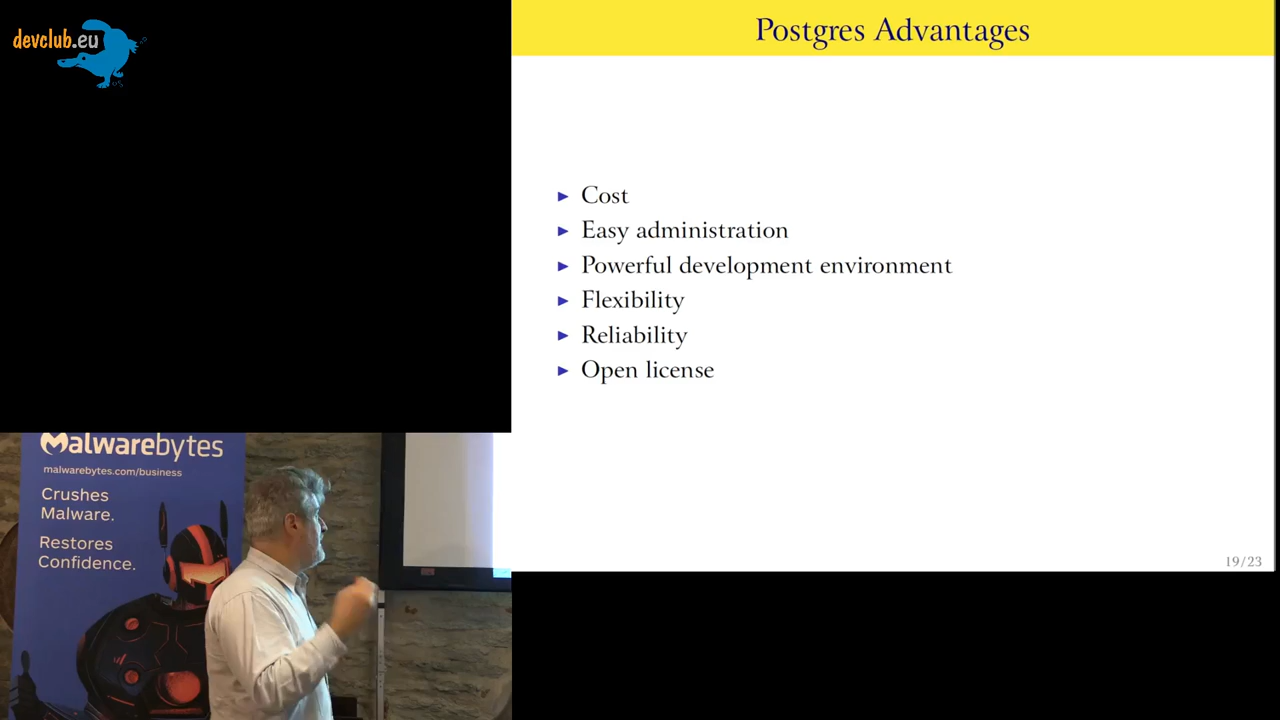 devclub.eu
Postgres Advantages
Cost
Easy administration
Powerful development environment
Flexibility
Reliability
Open license
19/23
Malwarebytes
malwarebytes.com/business
Crushes
Malware.
Restores
Confidence.